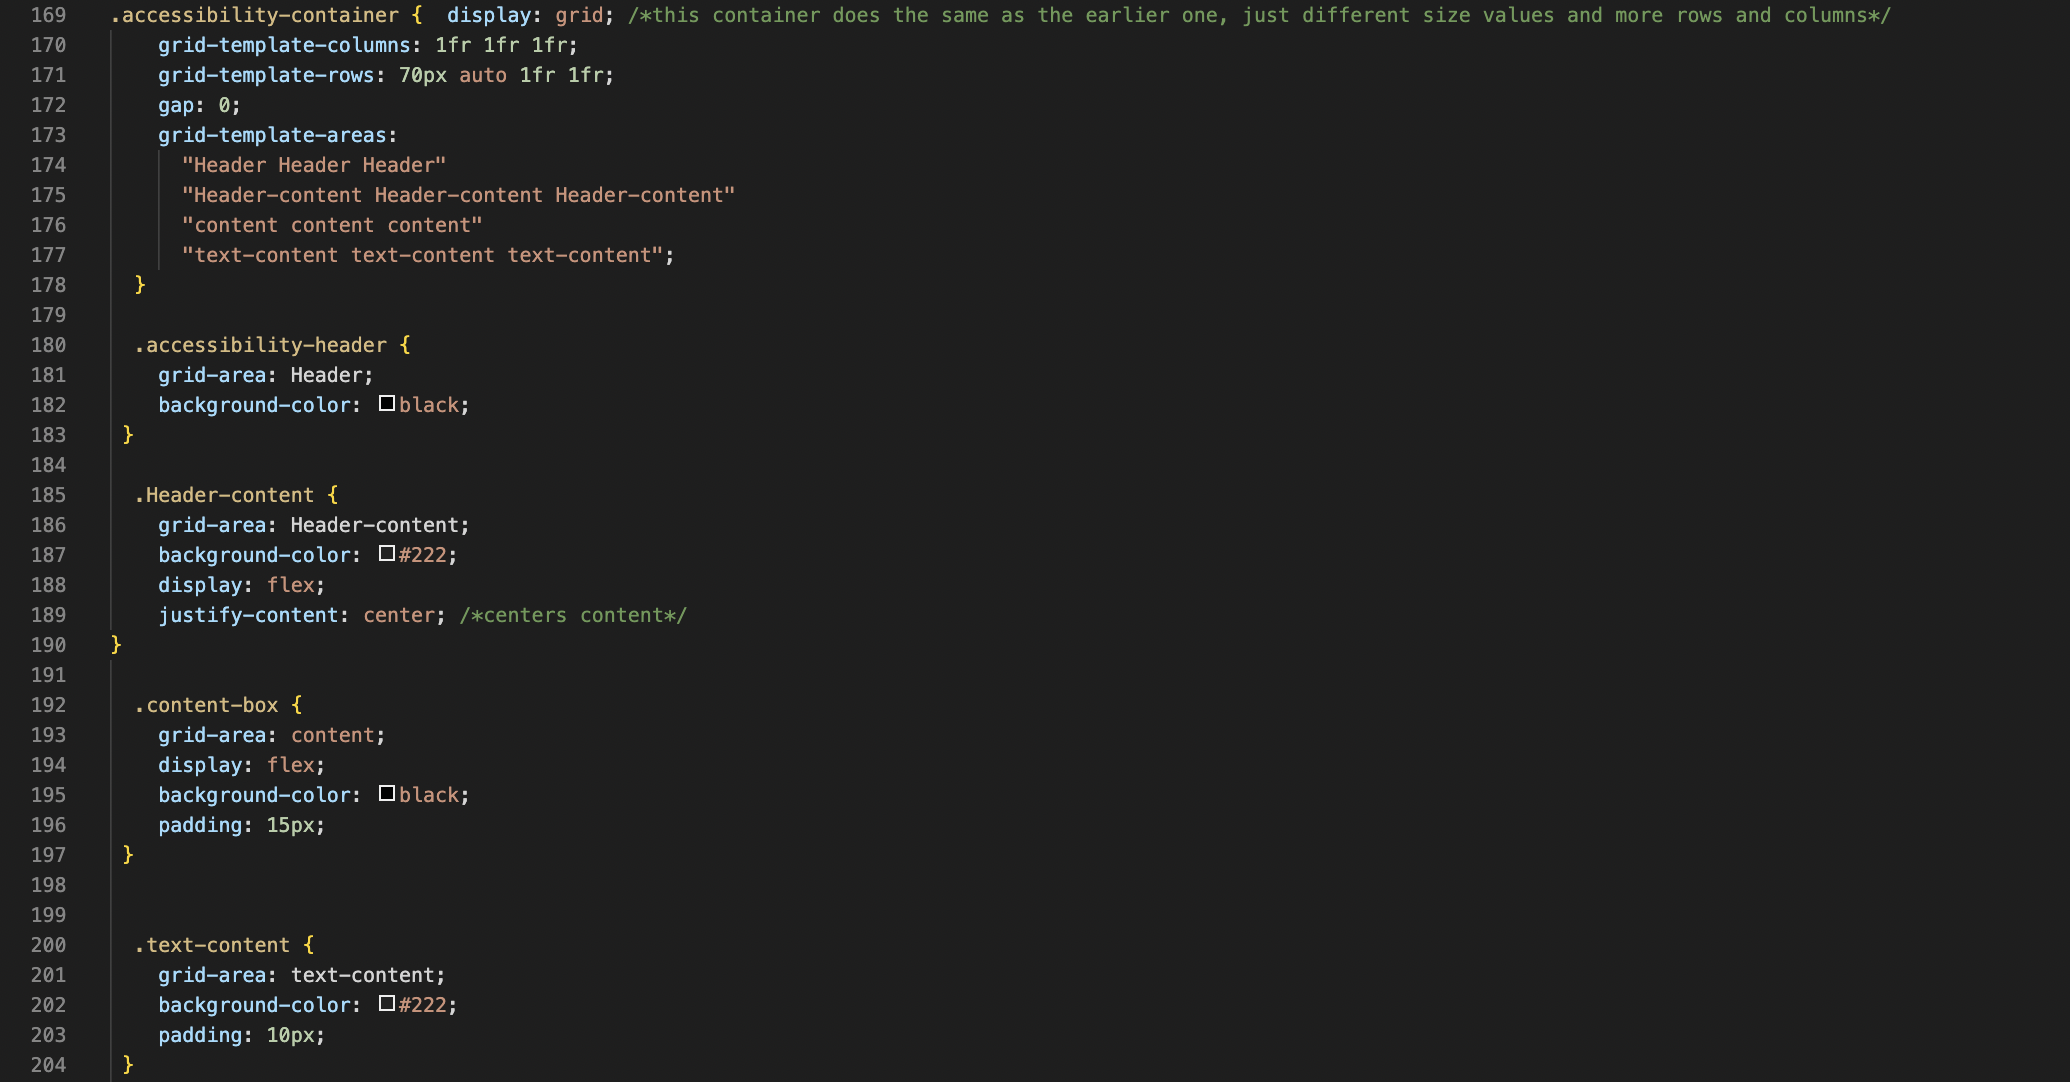 169 .accessibility-container {  display: grid; /*this container does the same as the earlier one, just different size values and more rows and columns*/
170     grid-template-columns: 1fr 1fr 1fr;
171     grid-template-rows: 70px auto 1fr 1fr;
172     gap: 0;
173     grid-template-areas:
174       "Header Header Header"
175       "Header-content Header-content Header-content"
176       "content content content"
177       "text-content text-content text-content";
178   }
179
180   .accessibility-header {
181     grid-area: Header;
182     background-color: black;
183  }
184
185   .Header-content {
186     grid-area: Header-content;
187     background-color: #222;
188     display: flex;
189     justify-content: center; /*centers content*/
190 }
191
192   .content-box {
193     grid-area: content;
194     display: flex;
195     background-color: black;
196     padding: 15px;
197  }
198
199
200   .text-content {
201     grid-area: text-content;
202     background-color: #222;
203     padding: 10px;
204  }